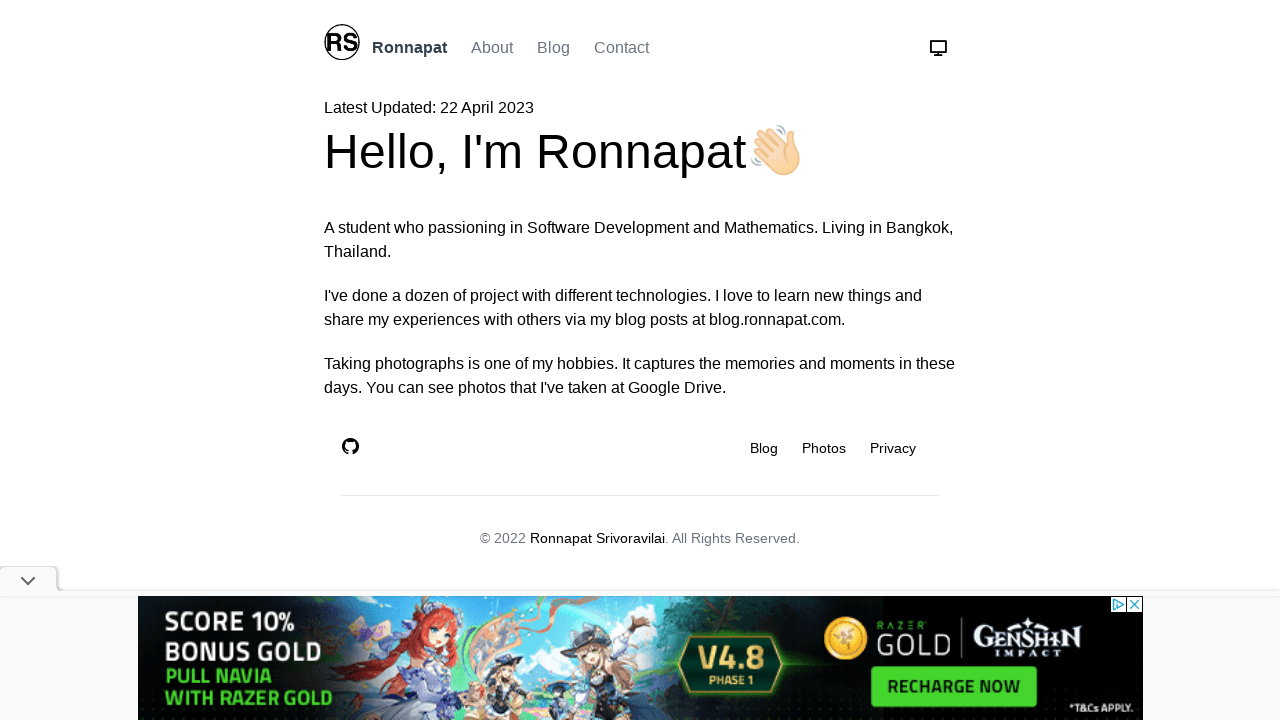 RS Ronnapat About Blog Contact
Latest Updated: 22 April 2023
Hello, I'm Ronnapat
A student who passioning in Software Development and Mathematics. Living in Bangkok,
Thailand.
I've done a dozen of project with different technologies. I love to learn new things and
share my experiences with others via my blog posts at blog.ronnapat.com.
Taking photographs is one of my hobbies. It captures the memories and moments in these
days. You can see photos that I've taken at Google Drive.
Blog Photos Privacy
© 2022 Ronnapat Srivoravilai. All Rights Reserved.
SCORE 10%
BONUS GOLD
PULL NAVIA
WITH RAZER GOLD
V4.8
PHASE 1
RAZER
GOLD
GENSHIN
IMPACT
RECHARGE NOW
*T&Cs APPLY.